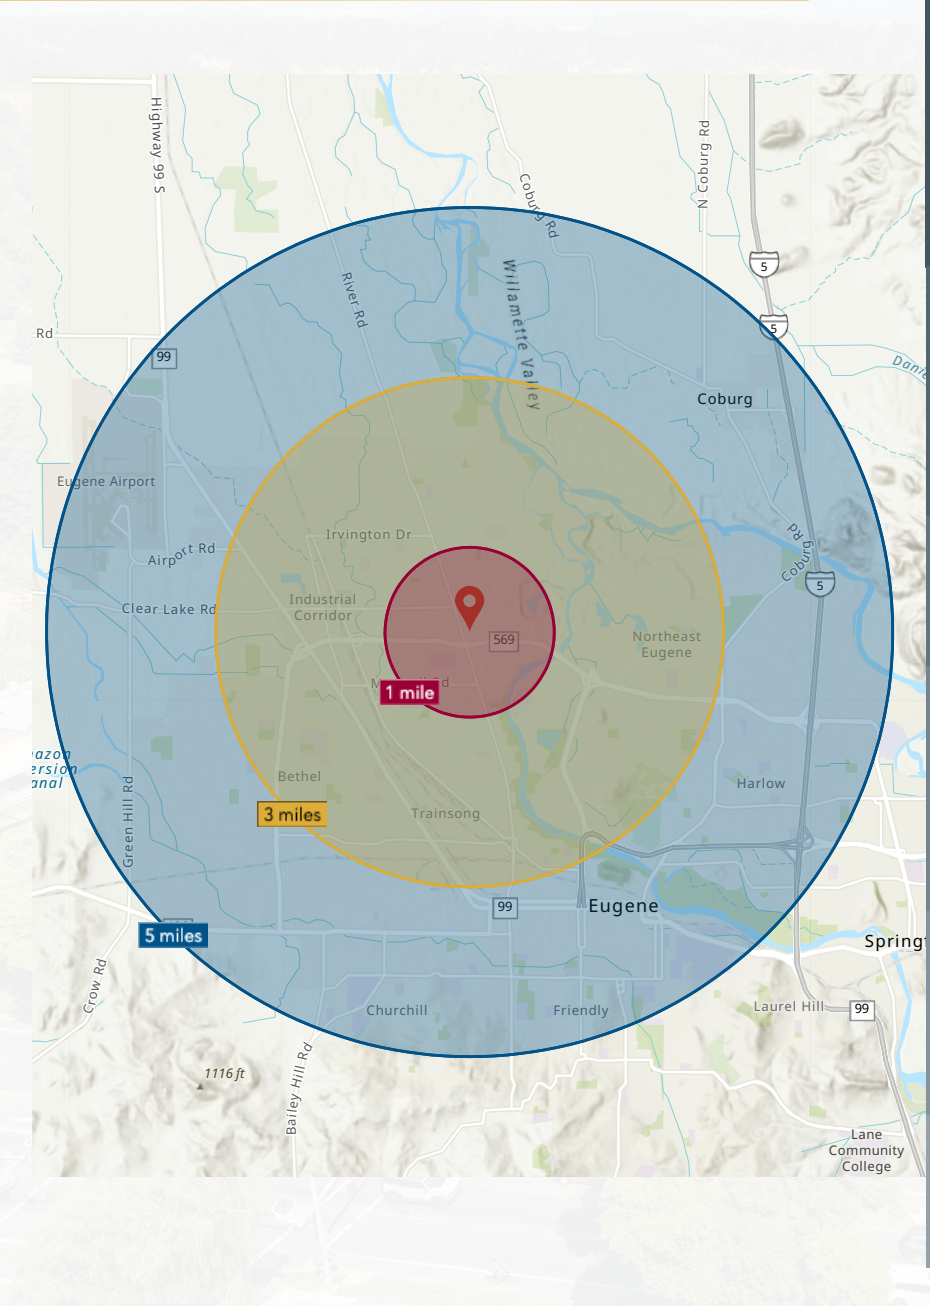 Highway 99 S
N Coburg Rd
Coburg Rd
5
River Rd
Willamette Valley
5
Rd
99
Coburg
Eugene Airport
Irvington Dr
Airport Rd
Coburg Rd
5
Industrial
Corridor
Clear Lake Rd
569
Northeast
Eugene
1 mile
Bethel
Harlow
Green Hill Rd
3 miles
Trainsong
99
Eugene
5 miles
Crow Rd
Churchill
Friendly
Laurel Hill
99
1116 ft
Bailey Hill Rd
Lane
Community
College